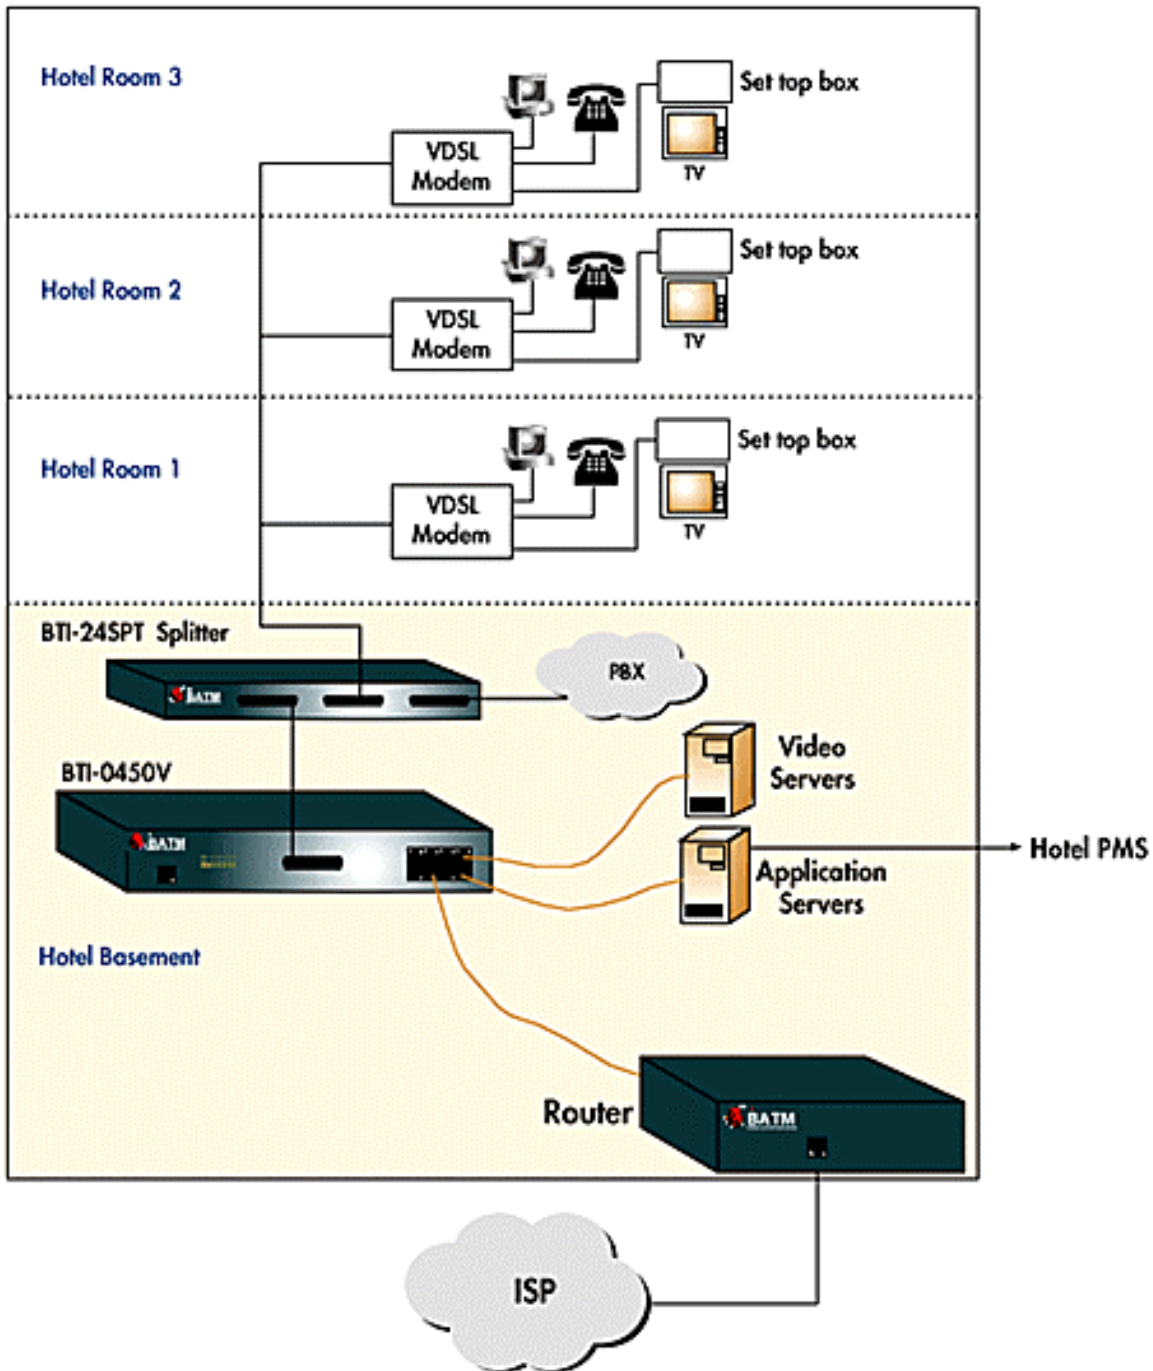 Hotel Room 3
Set top box
VDSL
Modem
TV
Hotel Room 2
Set top box
VDSL
Modem
TV
Hotel Room 1
Set top box
VDSL
Modem
TV
BTI-24SPT Splitter
PBX
BATM
BTI-0450V
Video
Servers
BATM
Hotel PMS
Application
Servers
Hotel Basement
Router
BATM
ISP